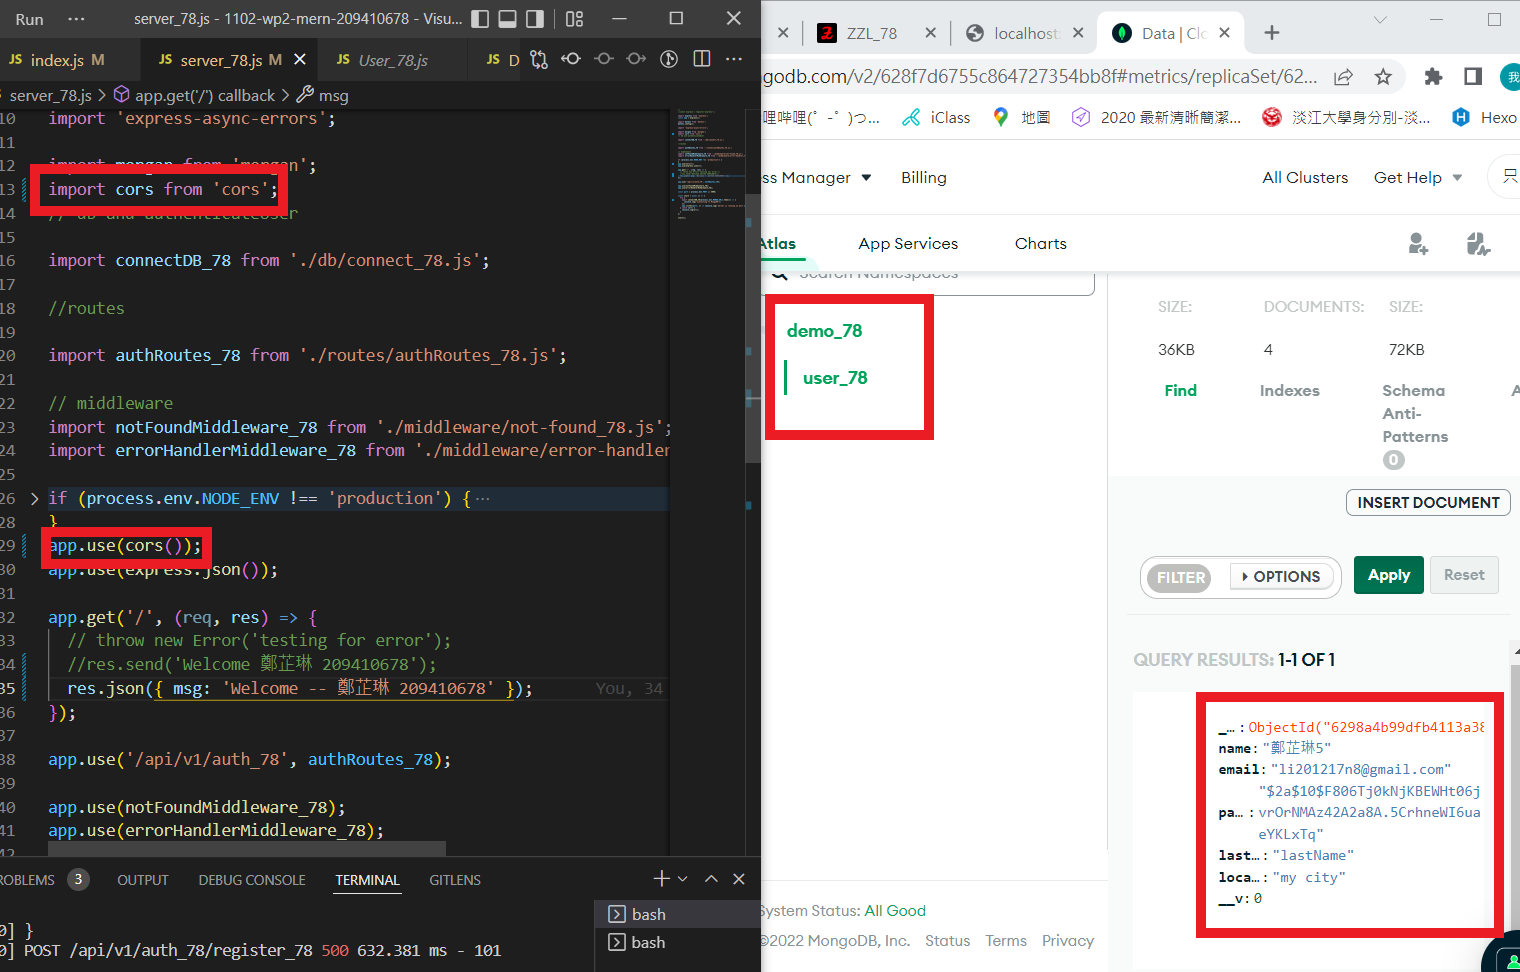 Run ··· server_78.js - 1102-wp2-mern-209410678 - Visu...
JS index.js M JS server_78.js M JS User_78.js JS D
server_78.js > app.get('/') callback > msg
10 import 'express-async-errors';
11
12 import morgan from 'morgan';
13 import cors from 'cors';
14 // db and authenticateUser
15
16 import connectDB_78 from './db/connect_78.js';
17
18 //routes
19
20 import authRoutes_78 from './routes/authRoutes_78.js';
21
22 // middleware
23 import notFoundMiddleware_78 from './middleware/not-found_78.js';
24 import errorHandlerMiddleware_78 from './middleware/error-handler
25
26 if (process.env.NODE_ENV !== 'production') { ···
28 }
29 app.use(cors());
30 app.use(express.json());
31
32 app.get('/', (req, res) => {
33 // throw new Error('testing for error');
34 //res.send('Welcome 鄭芷琳 209410678');
35 res.json({ msg: 'Welcome -- 鄭芷琳 209410678' }); You, 34
36 });
37
38 app.use('/api/v1/auth_78', authRoutes_78);
39
40 app.use(notFoundMiddleware_78);
41 app.use(errorHandlerMiddleware_78);
42
ROBLEMS 3 OUTPUT DEBUG CONSOLE TERMINAL GITLENS
0] }
0] POST /api/v1/auth_78/register_78 500 632.381 ms - 101
bash
bash
ZZL_78 localhost: Data | Clo
ngodb.com/v2/628f7d6755c864727354bb8f#metrics/replicaSet/62... 我
哩哔哩(゜-゜)つ... iClass 地圖 2020 最新清晰簡潔... 淡江大學身分別-淡... Hexo
ess Manager Billing All Clusters Get Help 只
Atlas App Services Charts
Search Namespaces
demo_78
user_78
SIZE: DOCUMENTS: SIZE:
36KB 4 72KB
Find Indexes Schema Anti-Patterns 0 A
INSERT DOCUMENT
FILTER OPTIONS Apply Reset
QUERY RESULTS: 1-1 OF 1
_...: ObjectId("6298a4b99dfb4113a38
name: "鄭芷琳5"
email: "li201217n8@gmail.com"
"$2a$10$F806Tj0kNjKBEWHt06j
pa...: vrOrNMAz42A2a8A.5CrhneWI6ua
eYKLxTq"
last...: "lastName"
loca...: "my city"
__v: 0
System Status: All Good
©2022 MongoDB, Inc. Status Terms Privacy